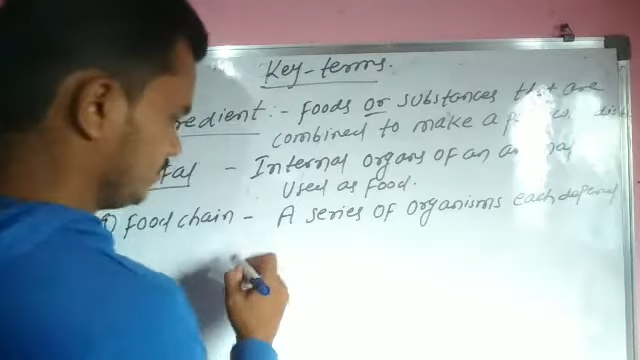 Key-terms.
redient :- Foods or substances that are
combined to make a
fal - Internal organs of an
used as food.
Food chain - A series of organisms each depend